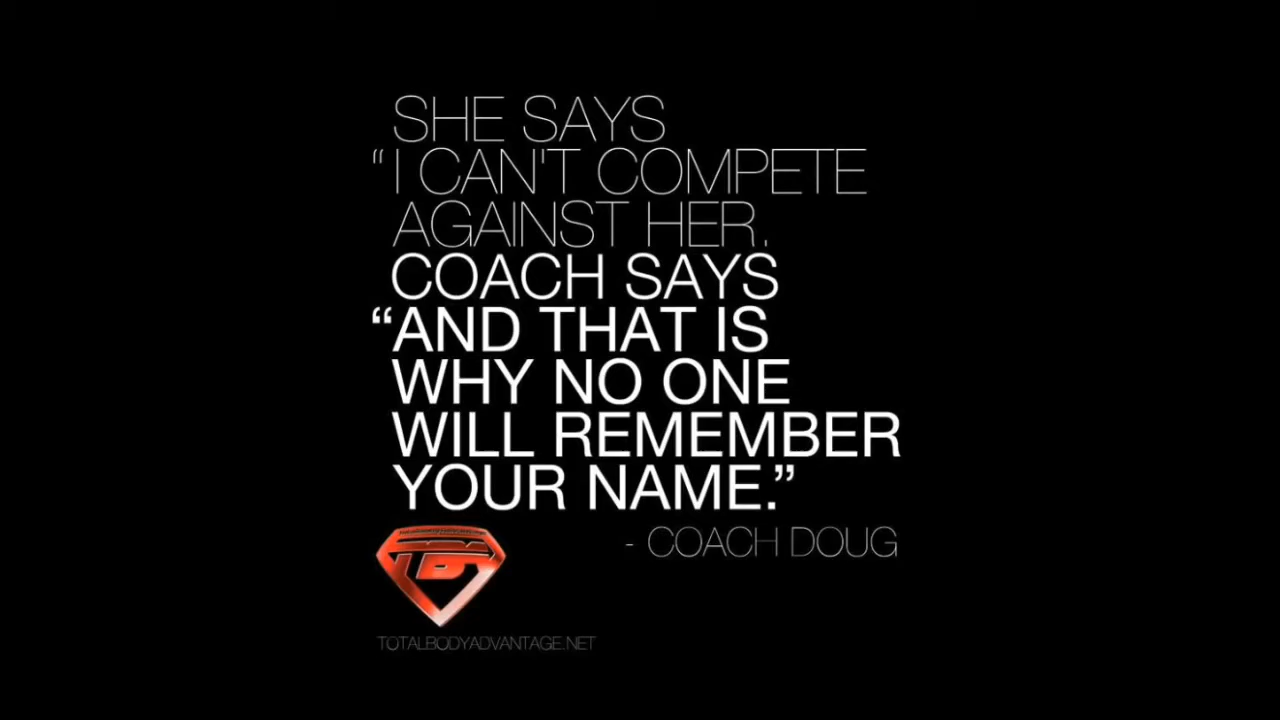 SHE SAYS
“I CAN'T COMPETE
AGAINST HER.
COACH SAYS
“AND THAT IS
WHY NO ONE
WILL REMEMBER
YOUR NAME.”
- COACH DOUG
TBA
TOTALBODYADVANTAGE.NET